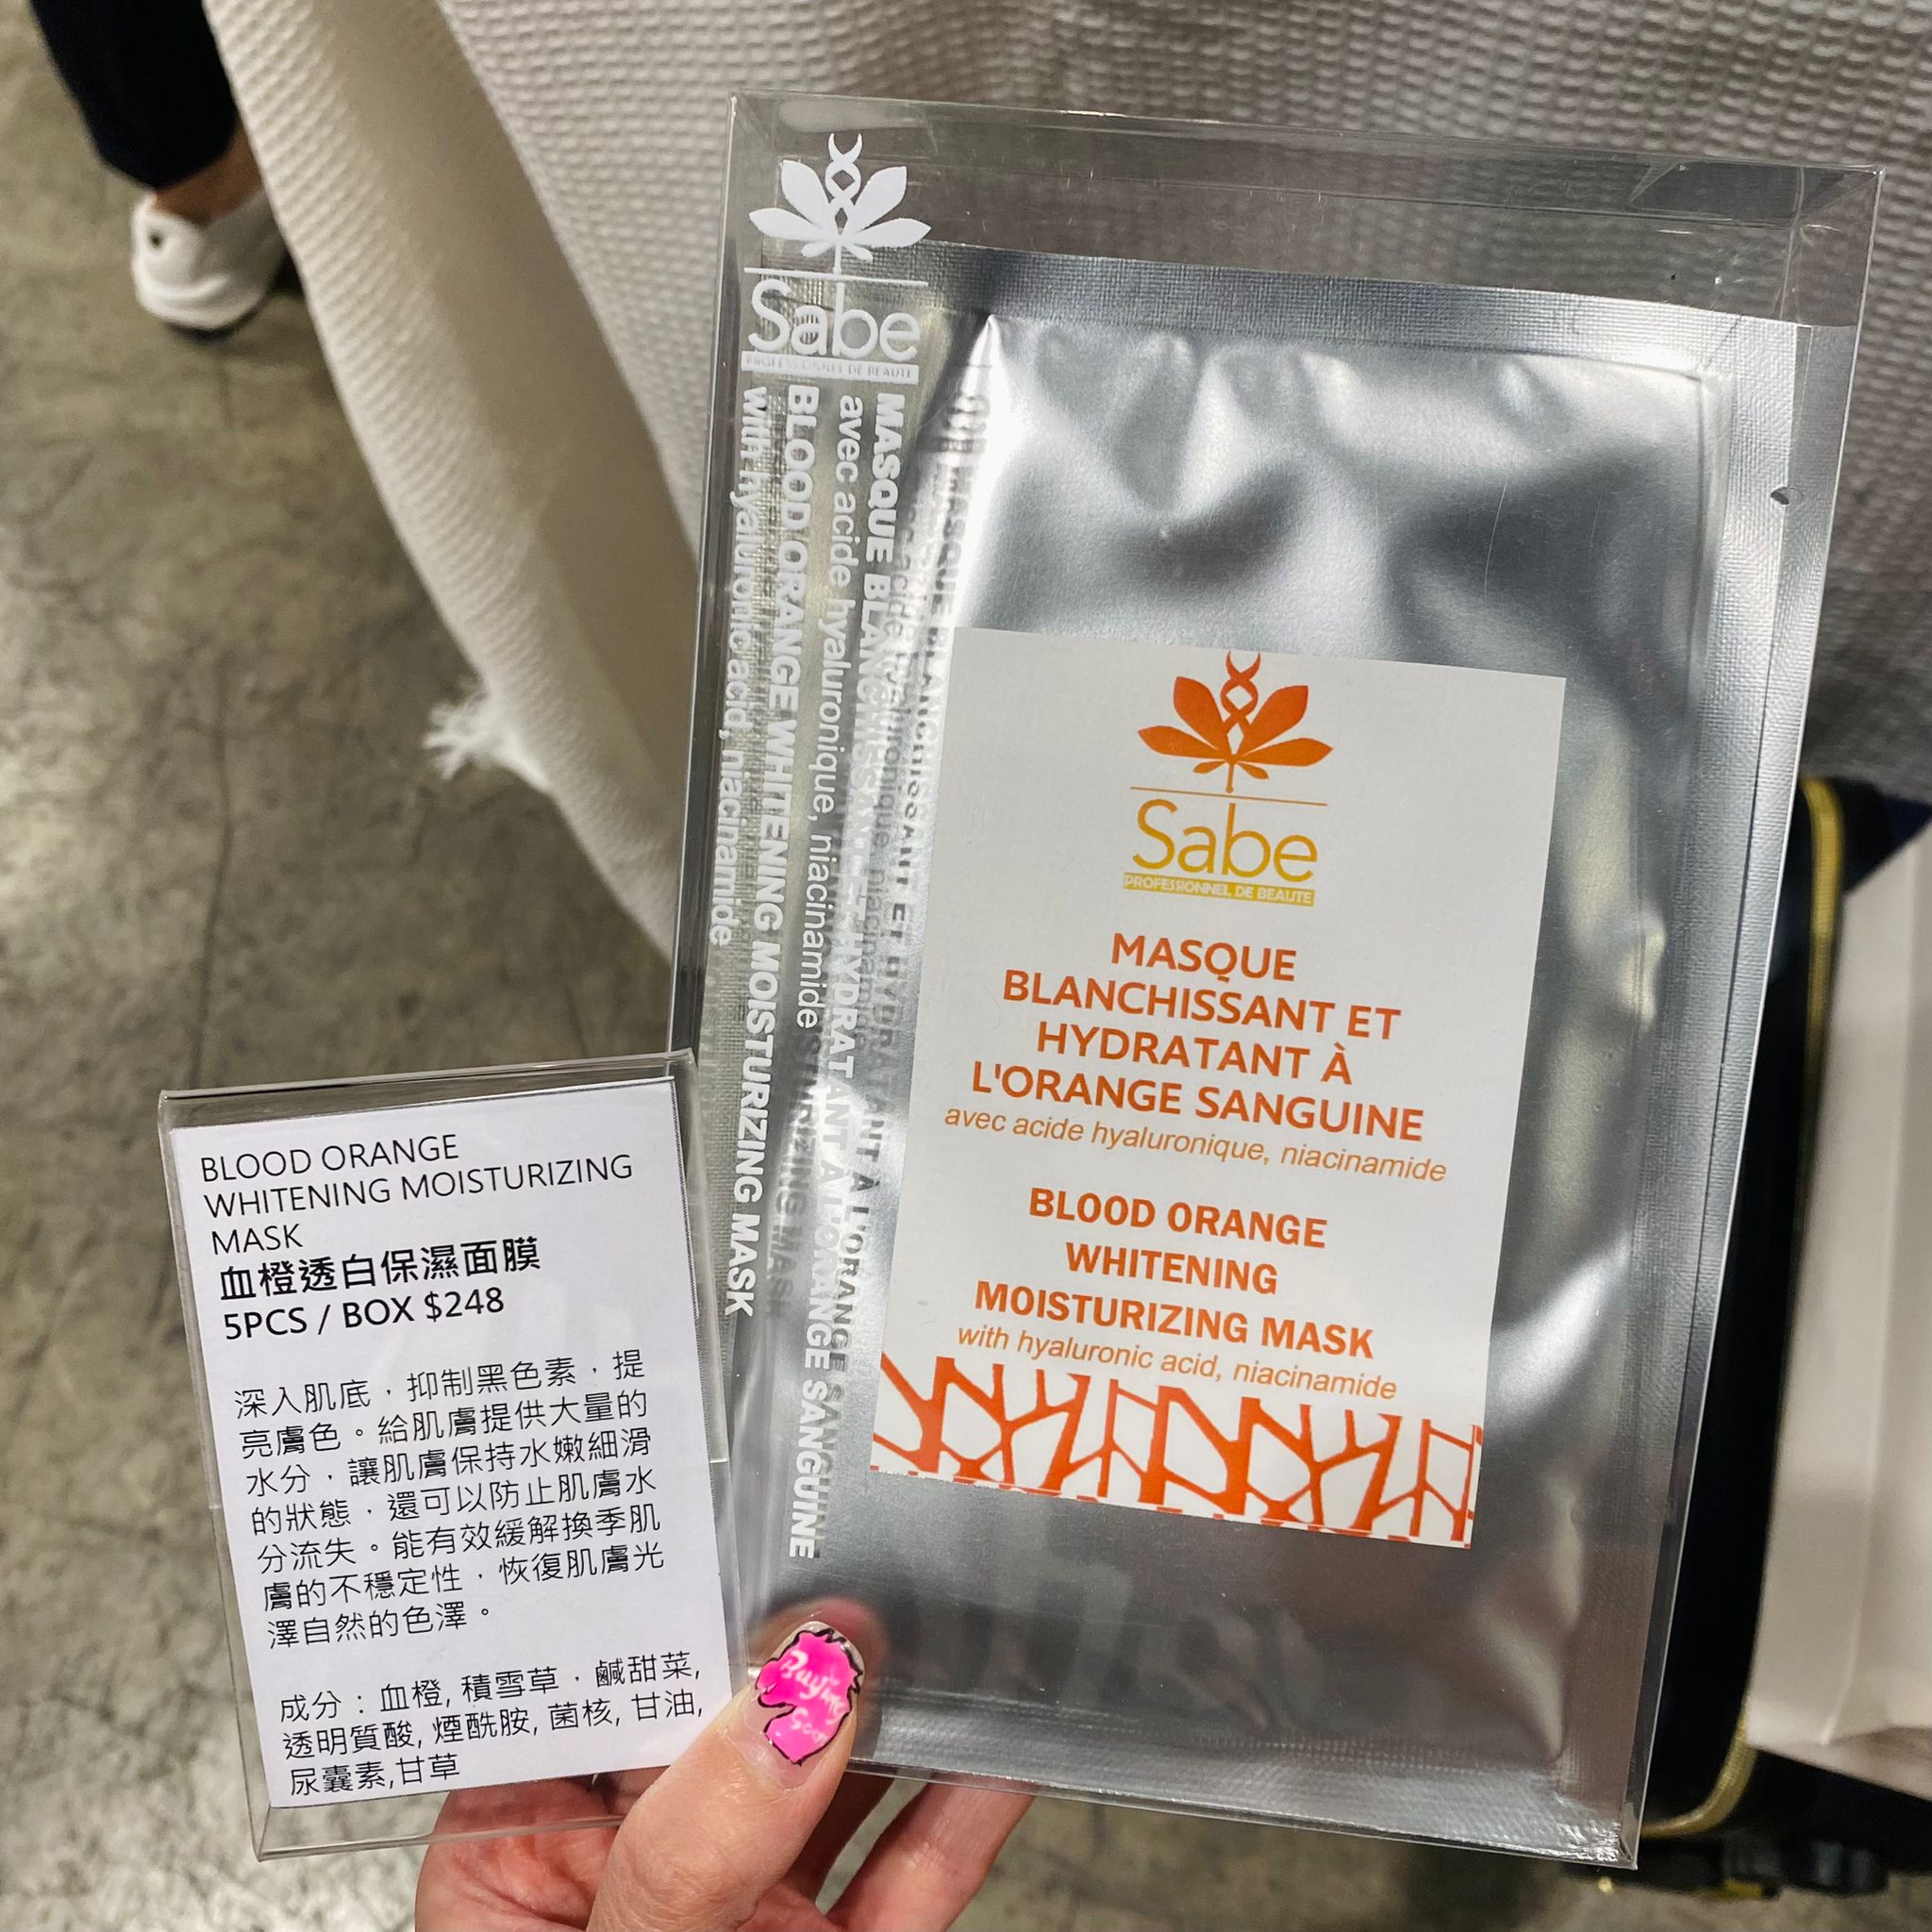 Sabe
PROFESSIONNEL DE BEAUTÉ
MASQUE BLANCHISSANT ET HYDRATANT À L'ORANGE SANGUINE
avec acide hyaluronique, niacinamide
BLOOD ORANGE WHITENING MOISTURIZING MASK
with hyaluronic acid, niacinamide
Sabe
PROFESSIONNEL DE BEAUTE
MASQUE
BLANCHISSANT ET
HYDRATANT À
L'ORANGE SANGUINE
avec acide hyaluronique, niacinamide
BLOOD ORANGE
WHITENING
MOISTURIZING MASK
with hyaluronic acid, niacinamide
BLOOD ORANGE
WHITENING MOISTURIZING
MASK
血橙透白保濕面膜
5PCS / BOX $248
深入肌底，抑制黑色素，提
亮膚色。給肌膚提供大量的
水分，讓肌膚保持水嫩細滑
的狀態，還可以防止肌膚水
分流失。能有效緩解換季肌
膚的不穩定性，恢復肌膚光
澤自然的色澤。
成分：血橙, 積雪草，鹹甜菜,
透明質酸, 煙酰胺, 菌核, 甘油,
尿囊素,甘草
Buying